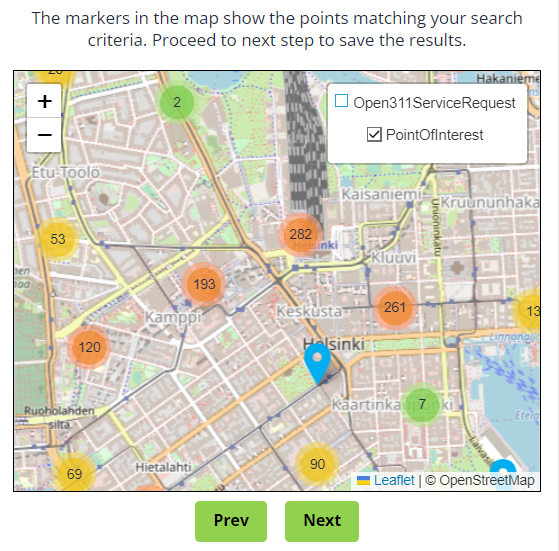 The markers in the map show the points matching your search
criteria. Proceed to next step to save the results.
+
−
2
Open311ServiceRequest
PointOfInterest
Etu-Töölö
Kaisaniemi
Kruununhaka
Unioninkatu
53
282
Helsinki
Kluuvi
193
261
13
Kamppi
Keskusta
120
Helsinki
7
Ruoholahden
silta
Hietalahti
90
69
Leaflet | © OpenStreetMap
Prev
Next